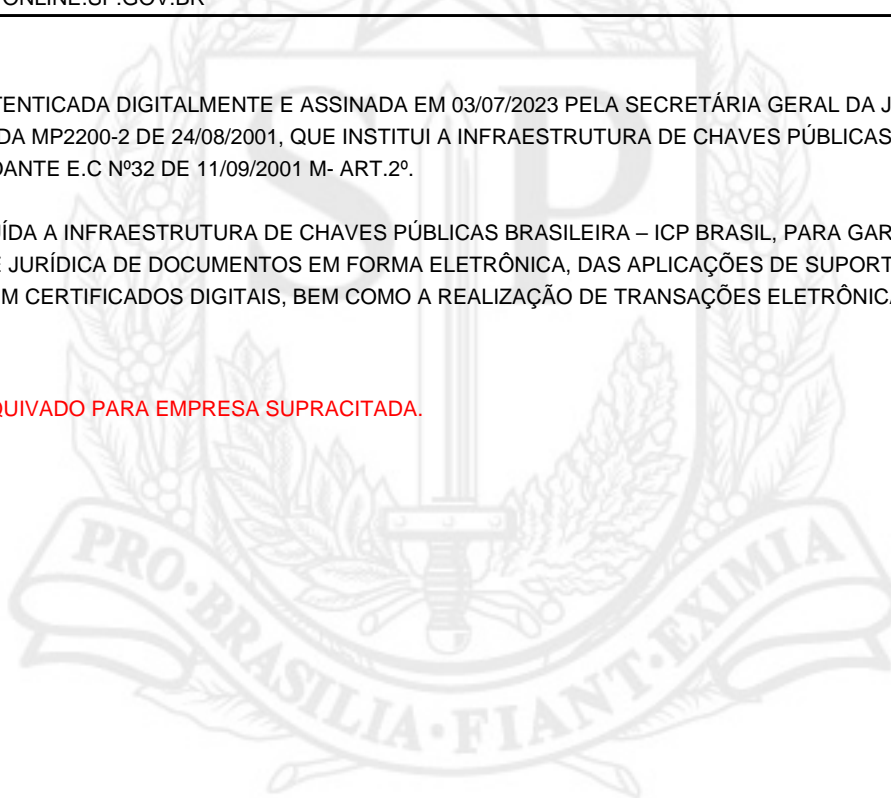 ONLINE.SP.GOV.BR
TENTICADA DIGITALMENTE E ASSINADA EM 03/07/2023 PELA SECRETÁRIA GERAL DA J
DA MP2200-2 DE 24/08/2001, QUE INSTITUI A INFRAESTRUTURA DE CHAVES PÚBLICAS
DANTE E.C Nº32 DE 11/09/2001 M- ART.2º.
ÍDA A INFRAESTRUTURA DE CHAVES PÚBLICAS BRASILEIRA – ICP BRASIL, PARA GAR
E JURÍDICA DE DOCUMENTOS EM FORMA ELETRÔNICA, DAS APLICAÇÕES DE SUPORT
M CERTIFICADOS DIGITAIS, BEM COMO A REALIZAÇÃO DE TRANSAÇÕES ELETRÔNICA
QUIVADO PARA EMPRESA SUPRACITADA.
SP
PRO·BRASILIA·FIANT·EXIMIA